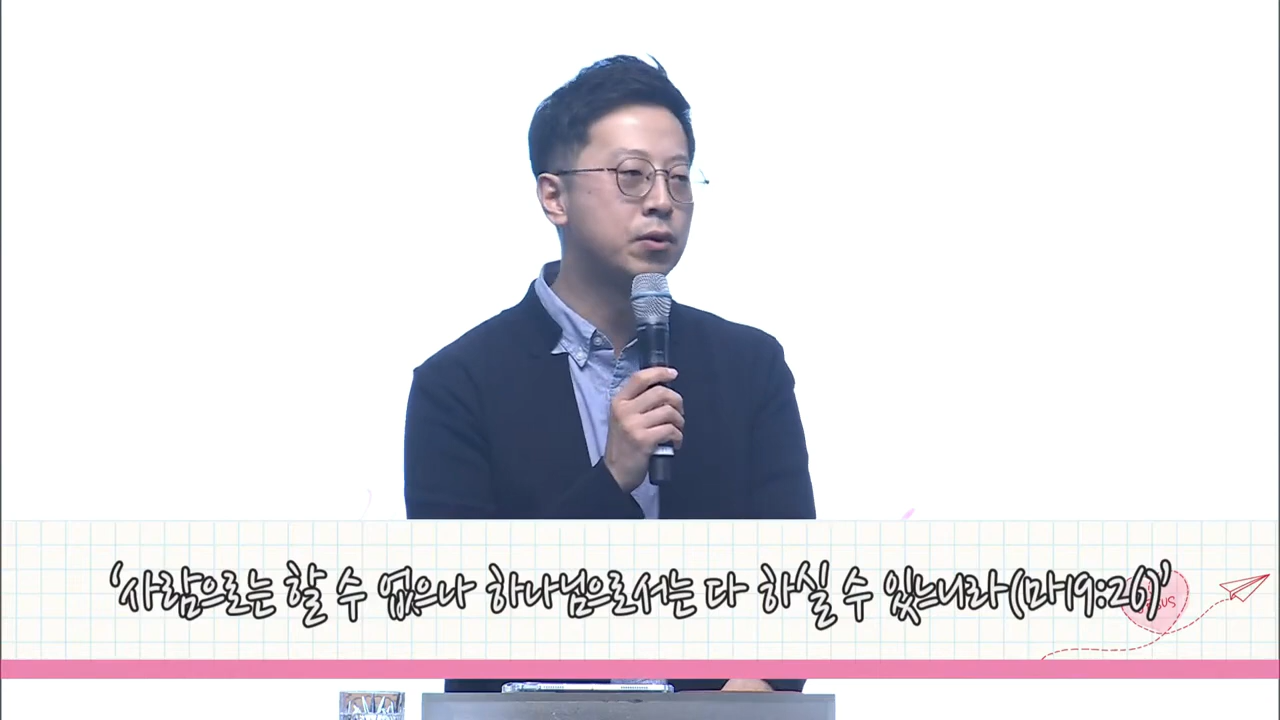 '사람으로는 할 수 없으나 하나님으로서는 다 하실 수 있느니라(마19:26)'